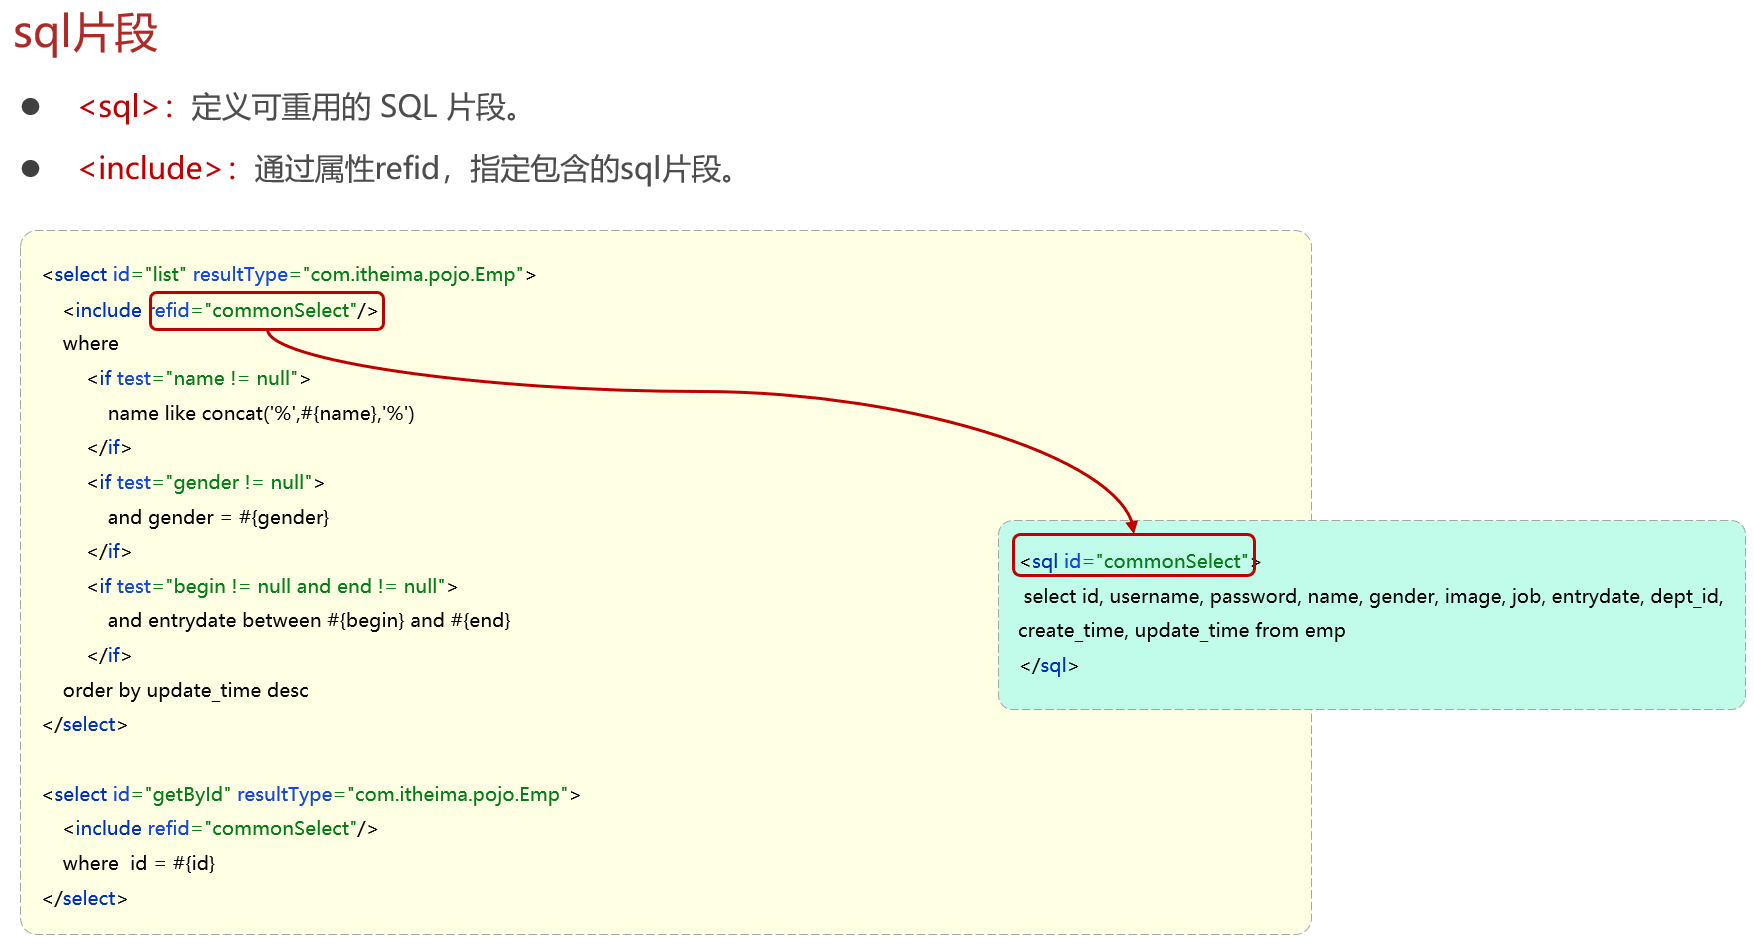 sql片段
<sql>：定义可重用的 SQL 片段。
<include>：通过属性refid，指定包含的sql片段。
<select id="list" resultType="com.itheima.pojo.Emp">
<include refid="commonSelect"/>
where
<if test="name != null">
name like concat('%',#{name},'%')
</if>
<if test="gender != null">
and gender = #{gender}
</if>
<if test="begin != null and end != null">
and entrydate between #{begin} and #{end}
</if>
order by update_time desc
</select>
<select id="getById" resultType="com.itheima.pojo.Emp">
<include refid="commonSelect"/>
where  id = #{id}
</select>
<sql id="commonSelect">
select id, username, password, name, gender, image, job, entrydate, dept_id,
create_time, update_time from emp
</sql>